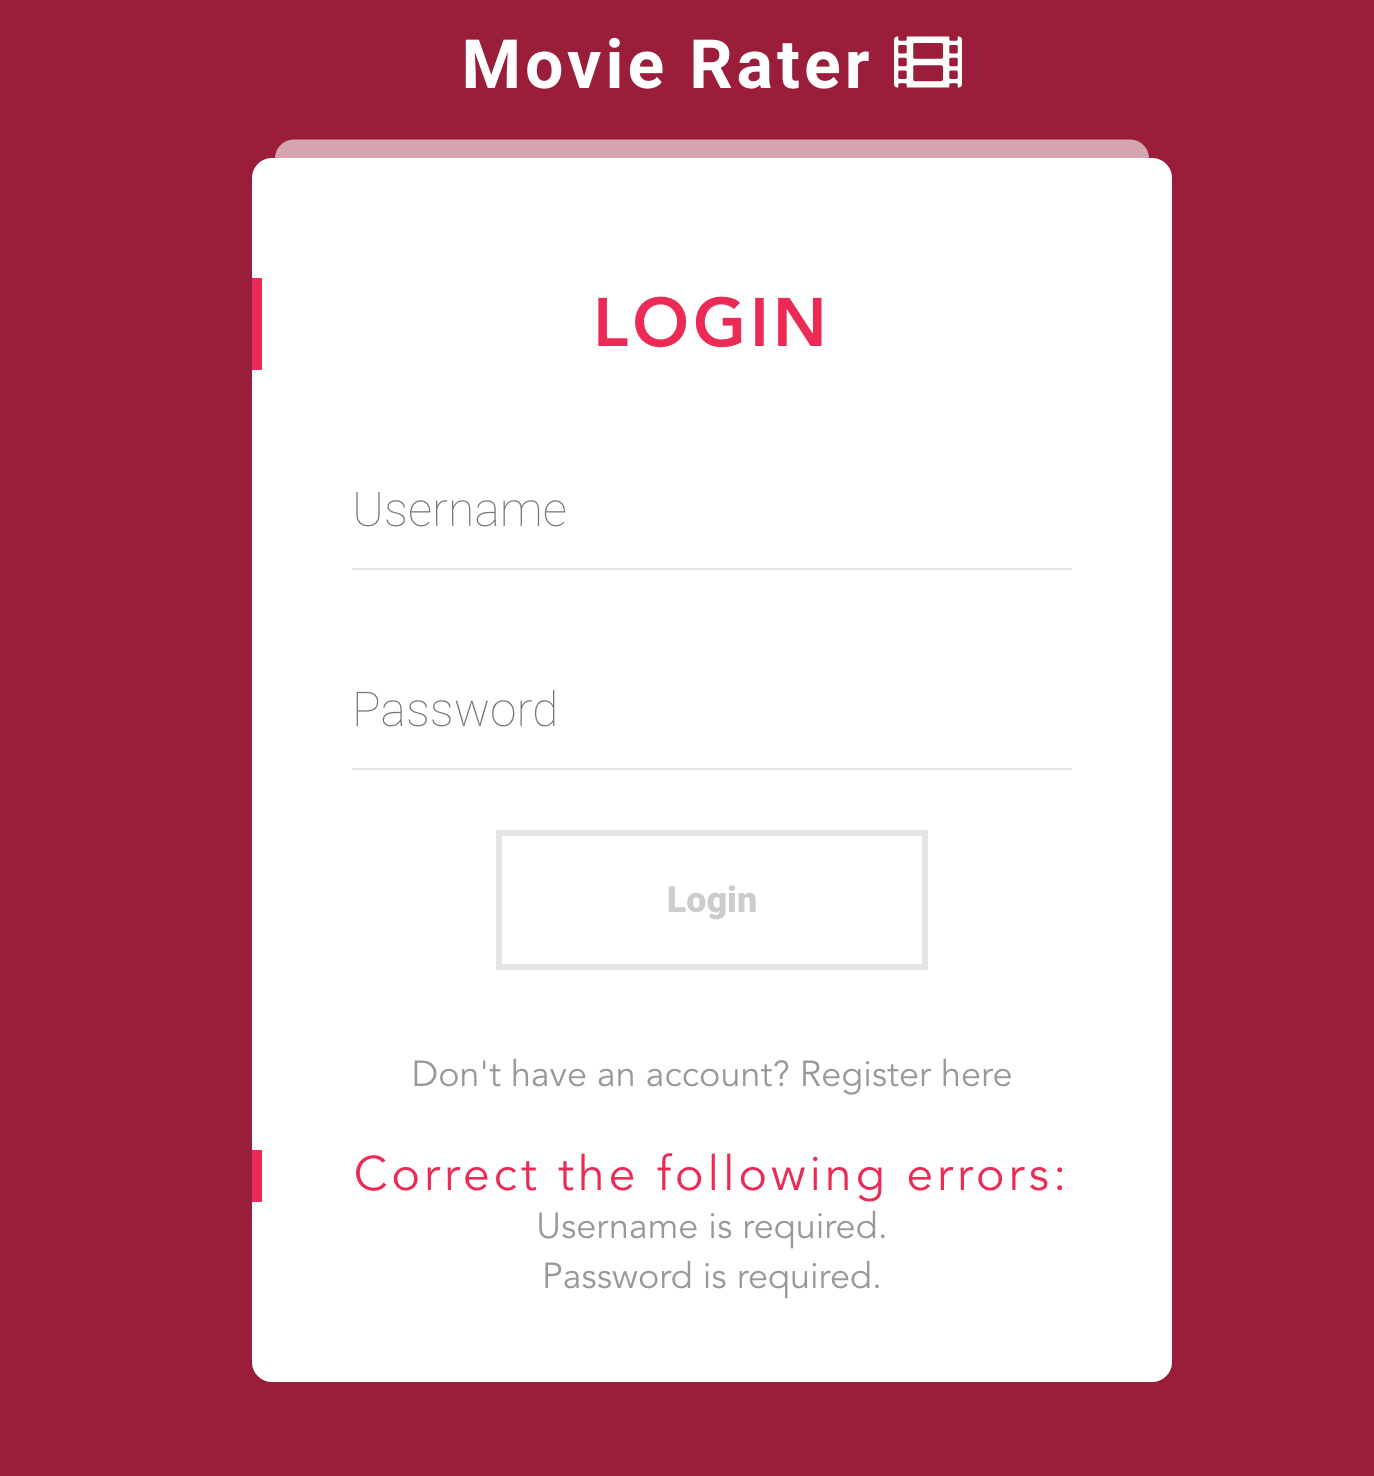 Movie Rater
LOGIN
Username
Password
Login
Don't have an account? Register here
Correct the following errors:
Username is required.
Password is required.